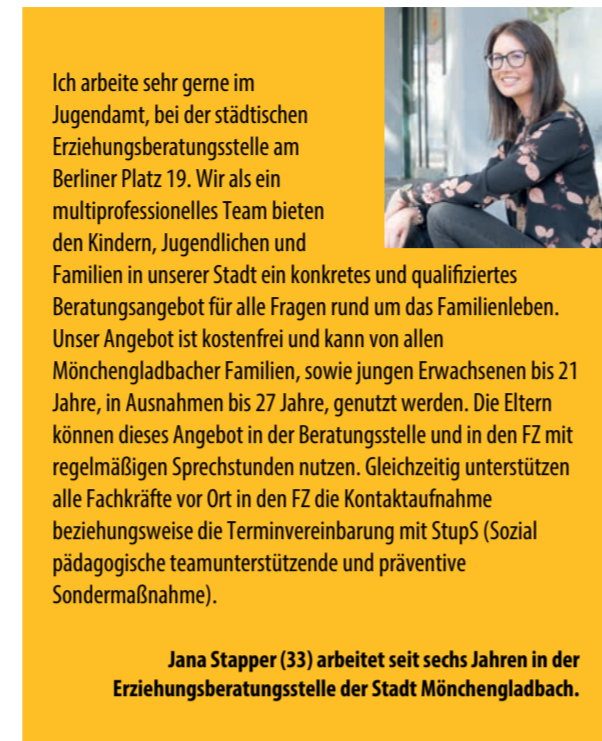 Ich arbeite sehr gerne im
Jugendamt, bei der städtischen
Erziehungsberatungsstelle am
Berliner Platz 19. Wir als ein
multiprofessionelles Team bieten
den Kindern, Jugendlichen und
Familien in unserer Stadt ein konkretes und qualifiziertes
Beratungsangebot für alle Fragen rund um das Familienleben.
Unser Angebot ist kostenfrei und kann von allen
Mönchengladbacher Familien, sowie jungen Erwachsenen bis 21
Jahre, in Ausnahmen bis 27 Jahre, genutzt werden. Die Eltern
können dieses Angebot in der Beratungsstelle und in den FZ mit
regelmäßigen Sprechstunden nutzen. Gleichzeitig unterstützen
alle Fachkräfte vor Ort in den FZ die Kontaktaufnahme
beziehungsweise die Terminvereinbarung mit StupS (Sozial
pädagogische teamunterstützende und präventive
Sondermaßnahme).
Jana Stapper (33) arbeitet seit sechs Jahren in der
Erziehungsberatungsstelle der Stadt Mönchengladbach.